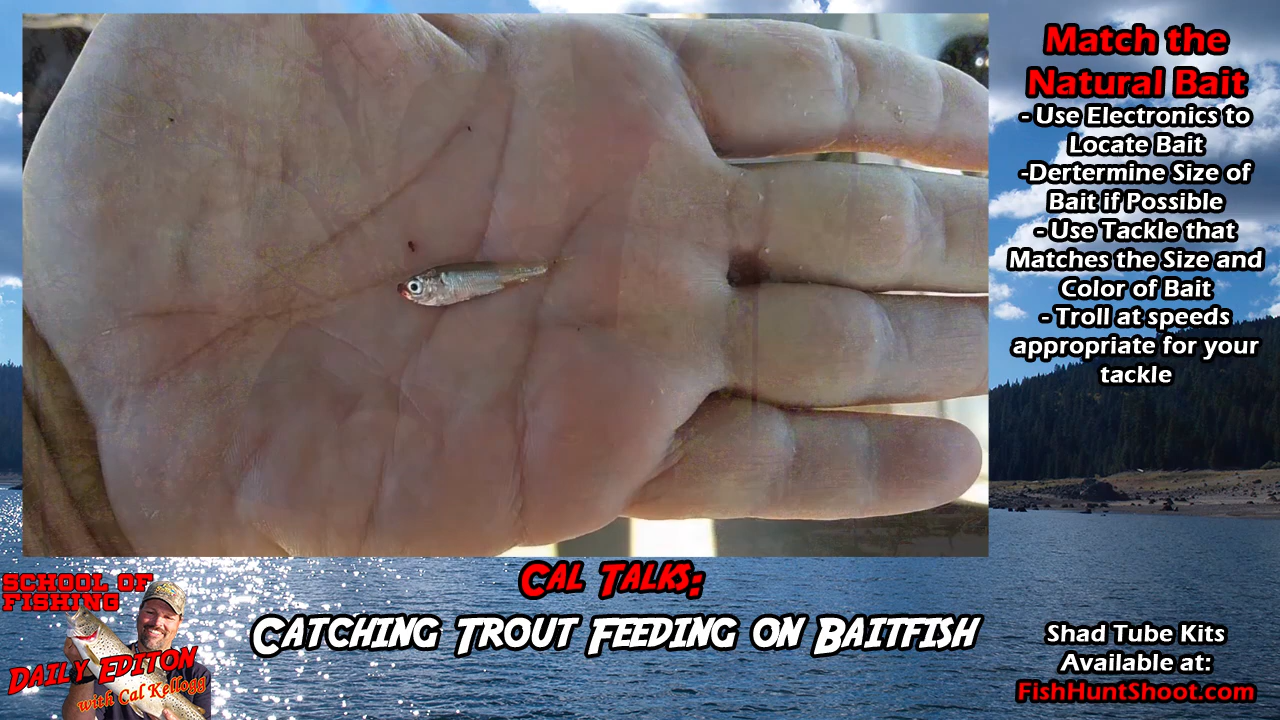 Match the
Natural Bait
- Use Electronics to
Locate Bait
-Dertermine Size of
Bait if Possible
- Use Tackle that
Matches the Size and
Color of Bait
- Troll at speeds
appropriate for your
tackle
Cal Talks:
Catching Trout Feeding on Baitfish
SCHOOL OF
FISHING
Daily Editon
with Cal Kellogg
Shad Tube Kits
Available at:
FishHuntShoot.com